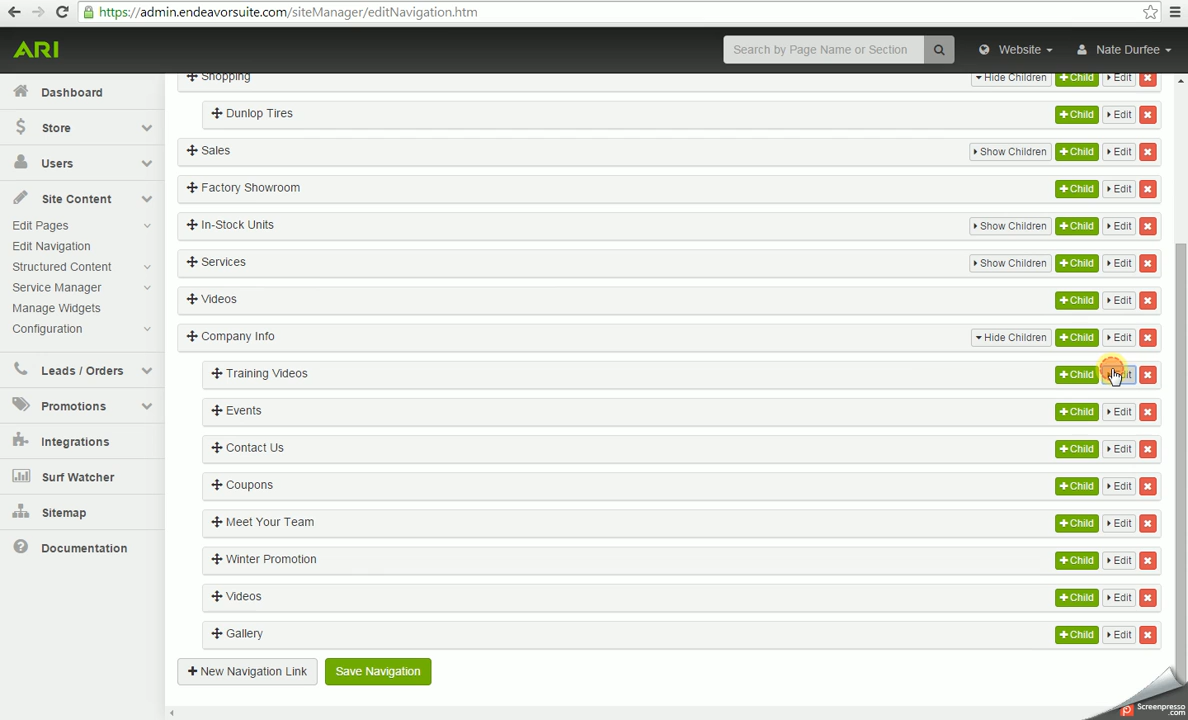 https://admin.endeavorsuite.com/siteManager/editNavigation.htm
ARI
Search by Page Name or Section
Website
Nate Durfee
Dashboard
Store
Users
Site Content
Edit Pages
Edit Navigation
Structured Content
Service Manager
Manage Widgets
Configuration
Leads / Orders
Promotions
Integrations
Surf Watcher
Sitemap
Documentation
Shopping Hide Children Child Edit
Dunlop Tires Child Edit
Sales Show Children Child Edit
Factory Showroom Child Edit
In-Stock Units Show Children Child Edit
Services Show Children Child Edit
Videos Child Edit
Company Info Hide Children Child Edit
Training Videos Child
Events Child Edit
Contact Us Child Edit
Coupons Child Edit
Meet Your Team Child Edit
Winter Promotion Child Edit
Videos Child Edit
Gallery Child Edit
New Navigation Link
Save Navigation
Screenpresso
.com